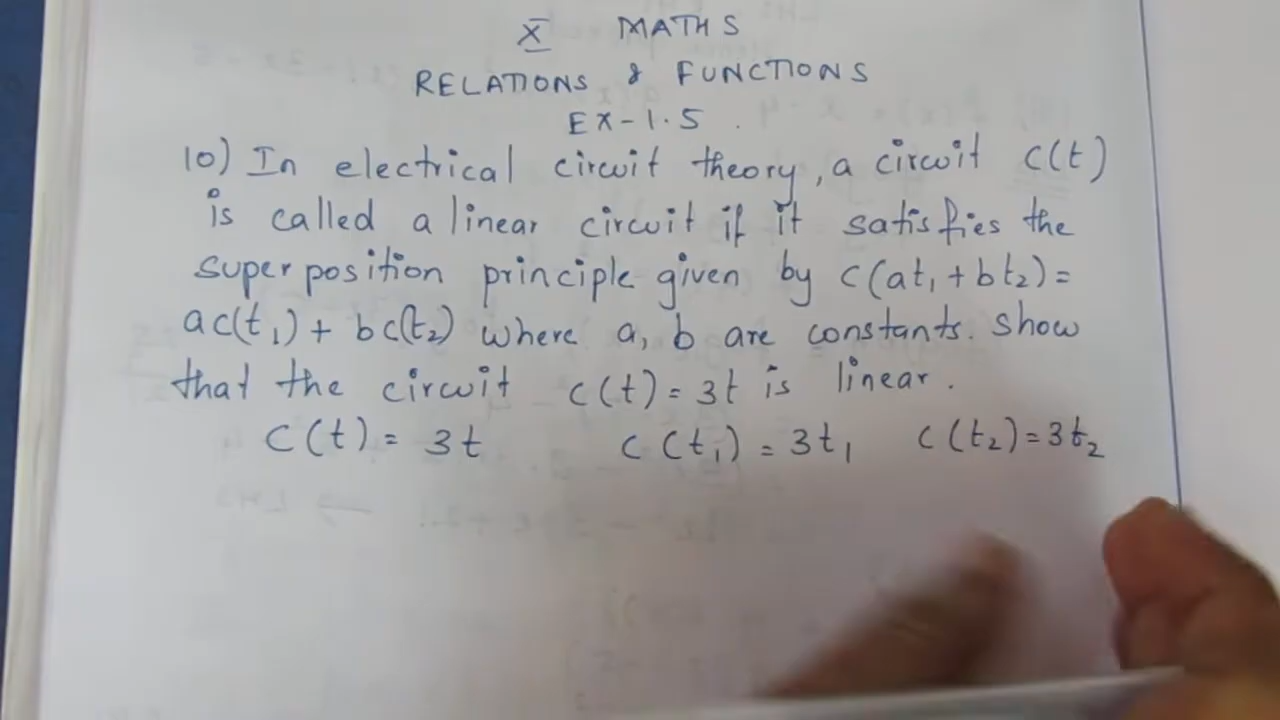 X MATHS
RELATIONS & FUNCTIONS
EX-1.5.
10) In electrical circuit theory, a circuit C(t)
is called a linear circuit if it satisfies the
superposition principle given by C(at₁ + bt₂) =
ac(t₁) + bc(t₂) where a, b are constants. Show
that the circuit C(t) = 3t is linear.
C(t) = 3t C(t₁) = 3t₁ C(t₂) = 3t₂